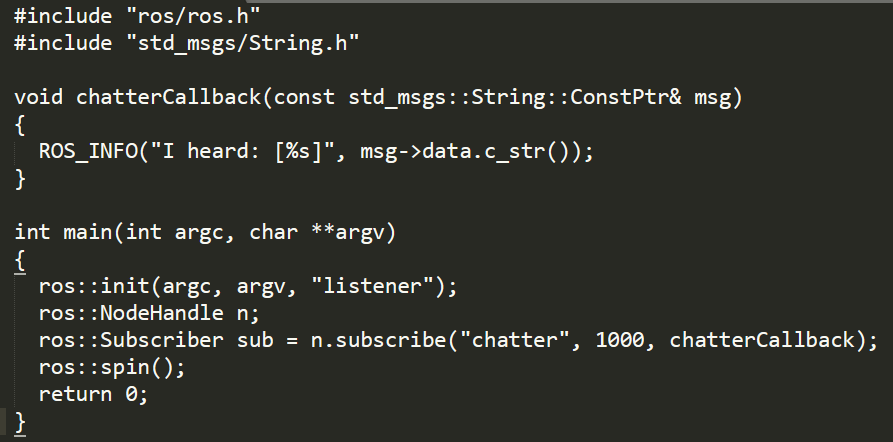 #include "ros/ros.h"
#include "std_msgs/String.h"
void chatterCallback(const std_msgs::String::ConstPtr& msg)
{
ROS_INFO("I heard: [%s]", msg->data.c_str());
}
int main(int argc, char **argv)
{
ros::init(argc, argv, "listener");
ros::NodeHandle n;
ros::Subscriber sub = n.subscribe("chatter", 1000, chatterCallback);
ros::spin();
return 0;
}